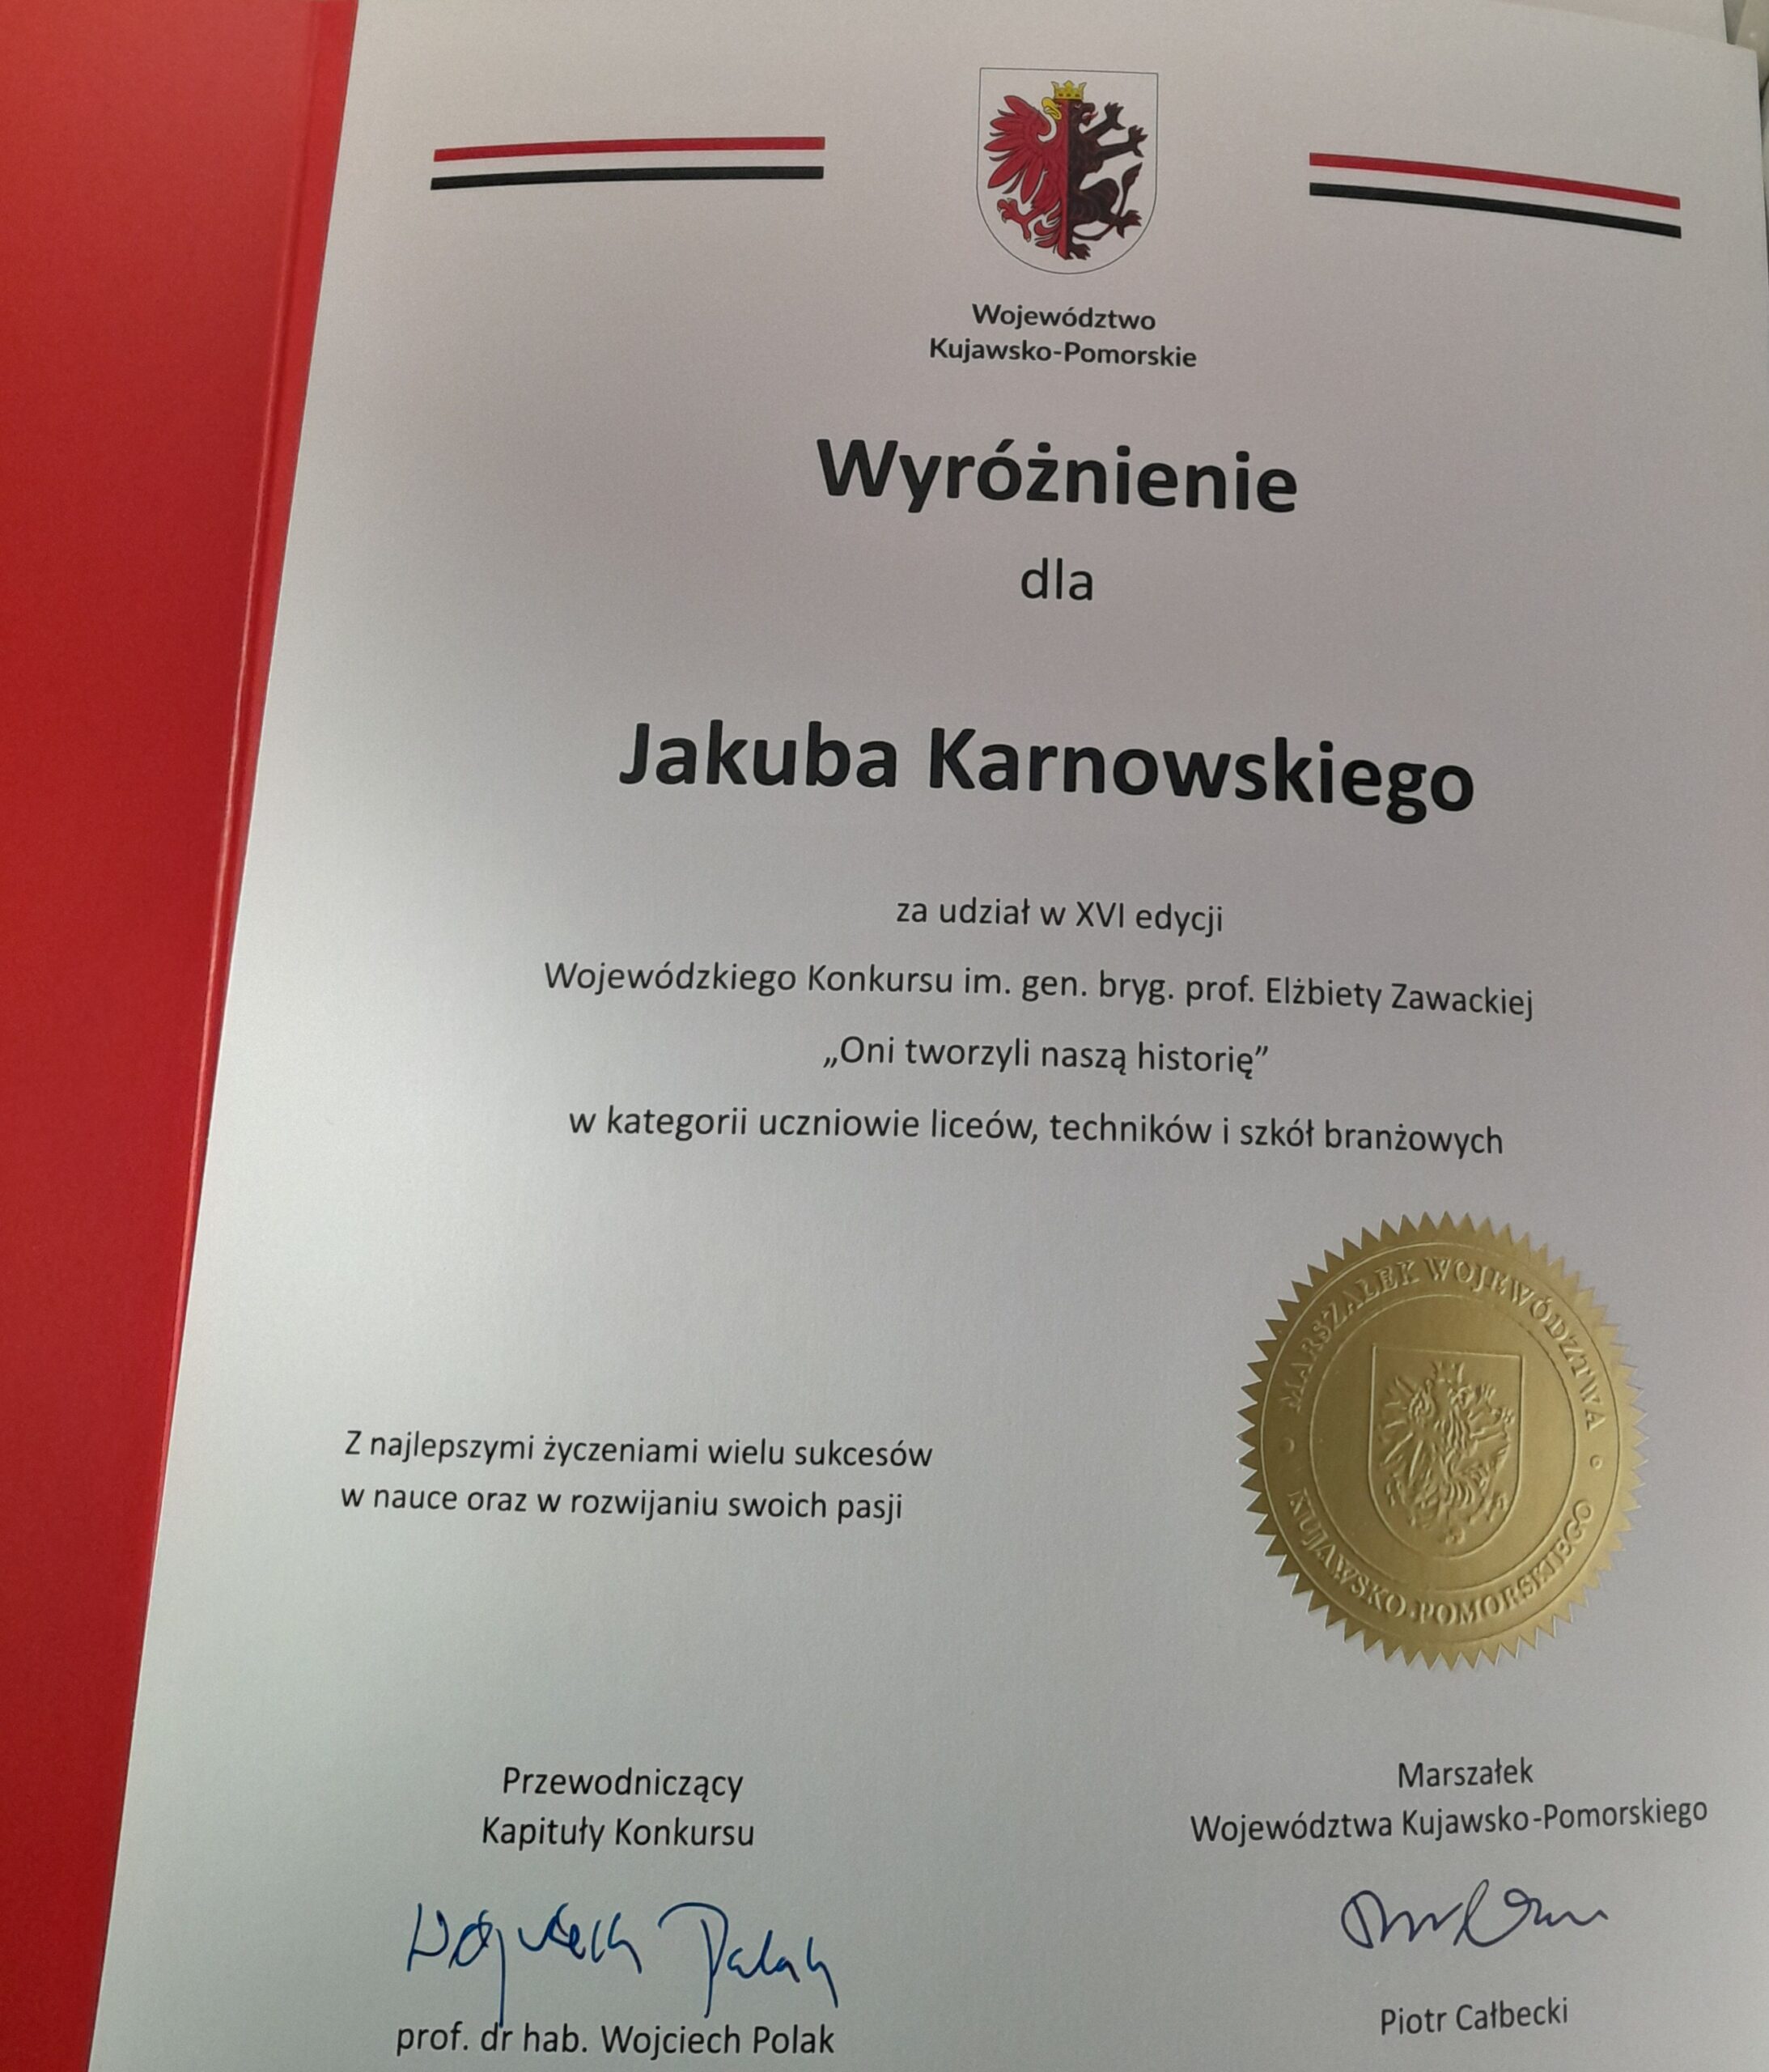 Województwo
Kujawsko-Pomorskie
Wyróżnienie
dla
Jakuba Karnowskiego
za udział w XVI edycji
Wojewódzkiego Konkursu im. gen. bryg. prof. Elżbiety Zawackiej
„Oni tworzyli naszą historię”
w kategorii uczniowie liceów, techników i szkół branżowych
MARSZAŁEK WOJEWÓDZTWA
KUJAWSKO-POMORSKIEGO
Z najlepszymi życzeniami wielu sukcesów
w nauce oraz w rozwijaniu swoich pasji
Przewodniczący
Kapituły Konkursu
Wojciech Polak
prof. dr hab. Wojciech Polak
Marszałek
Województwa Kujawsko-Pomorskiego
Piotr Całbecki